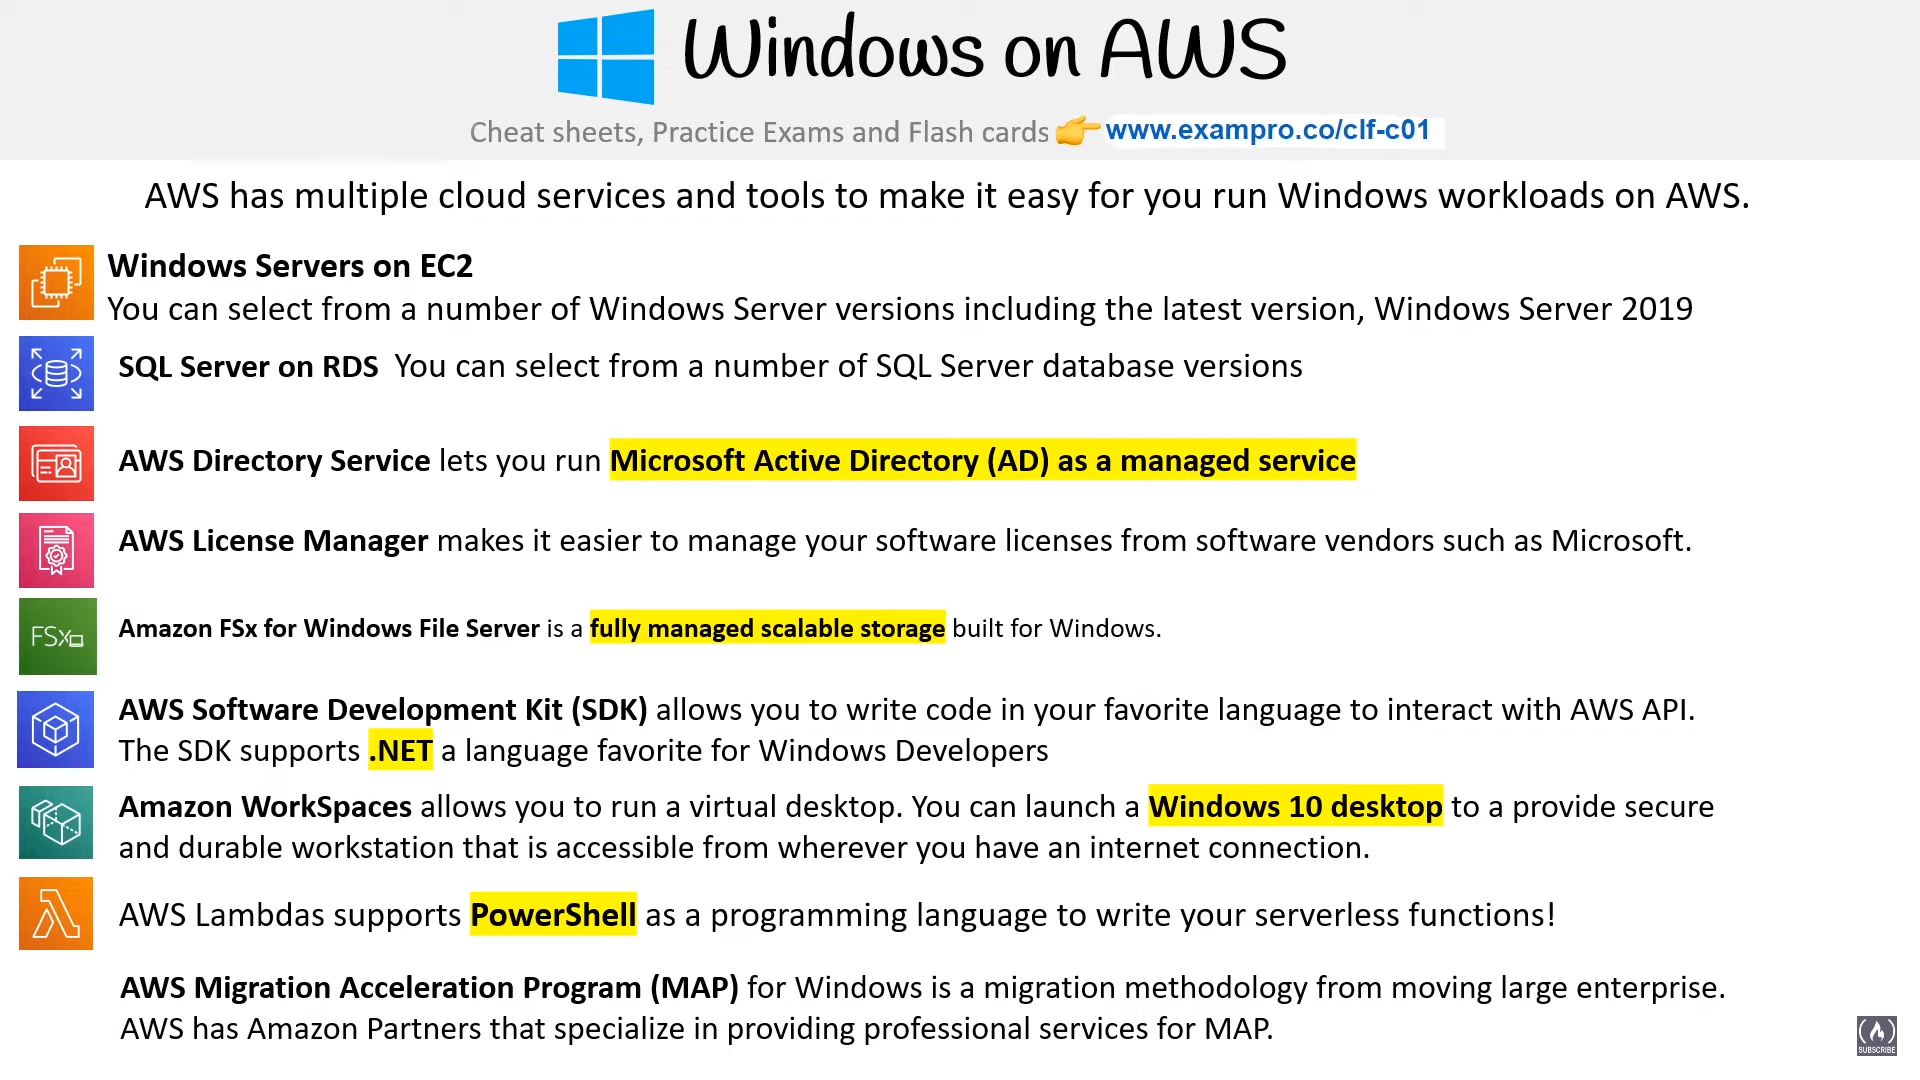 Windows on AWS
Cheat sheets, Practice Exams and Flash cards 👉 www.exampro.co/clf-c01
AWS has multiple cloud services and tools to make it easy for you run Windows workloads on AWS.
Windows Servers on EC2
You can select from a number of Windows Server versions including the latest version, Windows Server 2019
SQL Server on RDS You can select from a number of SQL Server database versions
AWS Directory Service lets you run Microsoft Active Directory (AD) as a managed service
AWS License Manager makes it easier to manage your software licenses from software vendors such as Microsoft.
FSx
Amazon FSx for Windows File Server is a fully managed scalable storage built for Windows.
AWS Software Development Kit (SDK) allows you to write code in your favorite language to interact with AWS API.
The SDK supports .NET a language favorite for Windows Developers
Amazon WorkSpaces allows you to run a virtual desktop. You can launch a Windows 10 desktop to a provide secure
and durable workstation that is accessible from wherever you have an internet connection.
AWS Lambdas supports PowerShell as a programming language to write your serverless functions!
AWS Migration Acceleration Program (MAP) for Windows is a migration methodology from moving large enterprise.
AWS has Amazon Partners that specialize in providing professional services for MAP.
SUBSCRIBE